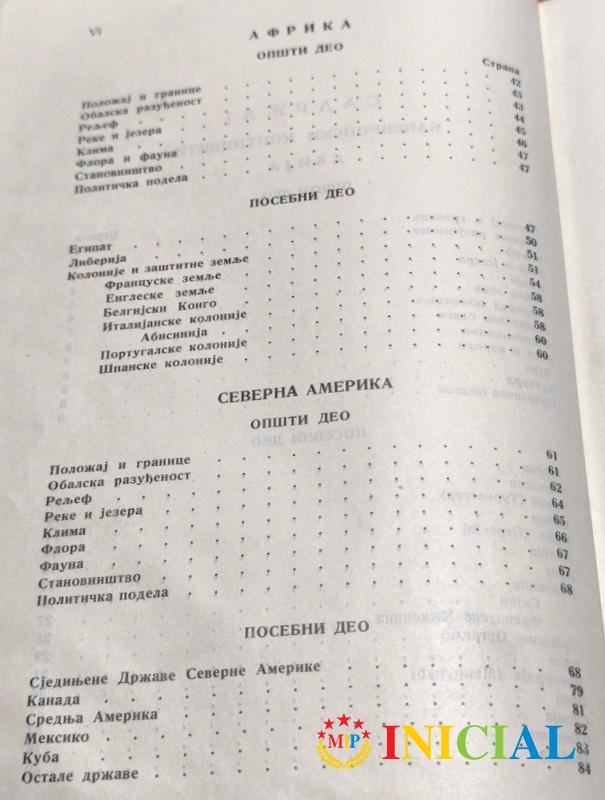 VI
АФРИКА
ОПШТИ ДЕО
Страна
Положај и границе 42
Обалска разуђеност 43
Рељеф 43
Реке и језера 44
Клима 45
Флора и фауна 46
Становништво 47
Политичка подела 47
ПОСЕБНИ ДЕО
Египат 47
Либерија 50
Колоније и заштитне земље 51
Француске земље 51
Енглеске земље 54
Белгијски Конго 58
Италијанске колоније 58
Абисинија 58
Португалске колоније 60
Шпанске колоније 60
СЕВЕРНА АМЕРИКА
ОПШТИ ДЕО
Положај и границе 61
Обалска разуђеност 61
Рељеф 62
Реке и језера 64
Клима 65
Флора 66
Фауна 67
Становништво 67
Политичка подела 68
ПОСЕБНИ ДЕО
Сједињене Државе Северне Америке 68
Канада 79
Средња Америка 81
Мексико 82
Куба 83
Остале државе 84
MIP INICIAL